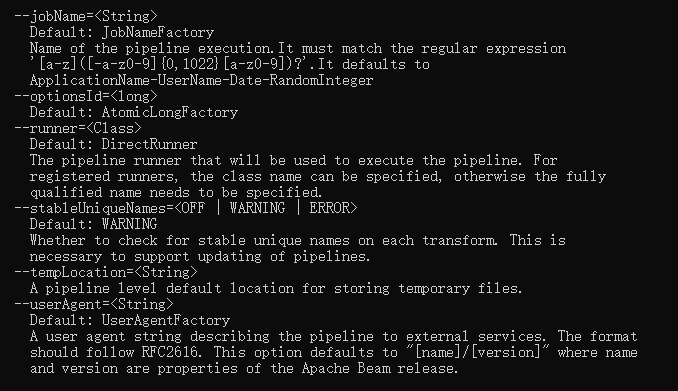 --jobName=<String>
Default: JobNameFactory
Name of the pipeline execution.It must match the regular expression
'[a-z]([-a-z0-9]{0,1022}[a-z0-9])?'.It defaults to
ApplicationName-UserName-Date-RandomInteger
--optionsId=<long>
Default: AtomicLongFactory
--runner=<Class>
Default: DirectRunner
The pipeline runner that will be used to execute the pipeline. For
registered runners, the class name can be specified, otherwise the fully
qualified name needs to be specified.
--stableUniqueNames=<OFF | WARNING | ERROR>
Default: WARNING
Whether to check for stable unique names on each transform. This is
necessary to support updating of pipelines.
--tempLocation=<String>
A pipeline level default location for storing temporary files.
--userAgent=<String>
Default: UserAgentFactory
A user agent string describing the pipeline to external services. The format
should follow RFC2616. This option defaults to "[name]/[version]" where name
and version are properties of the Apache Beam release.